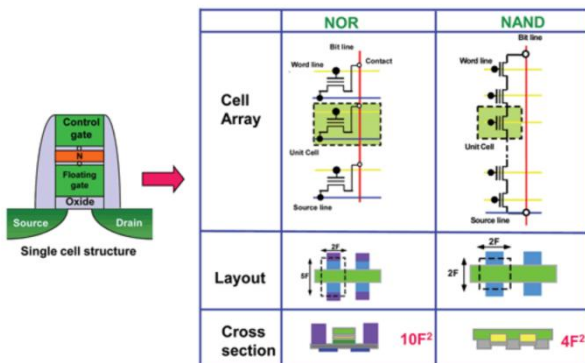 Control
gate
N
Floating
gate
Oxide
Source
Drain
Single cell structure
NOR
NAND
Cell
Array
Bit line
Word line
Contact
Unit Cell
Source line
Bit line
Word line
Unit Cell
Source line
Layout
2F
5F
2F
2F
Cross
section
10F²
4F²